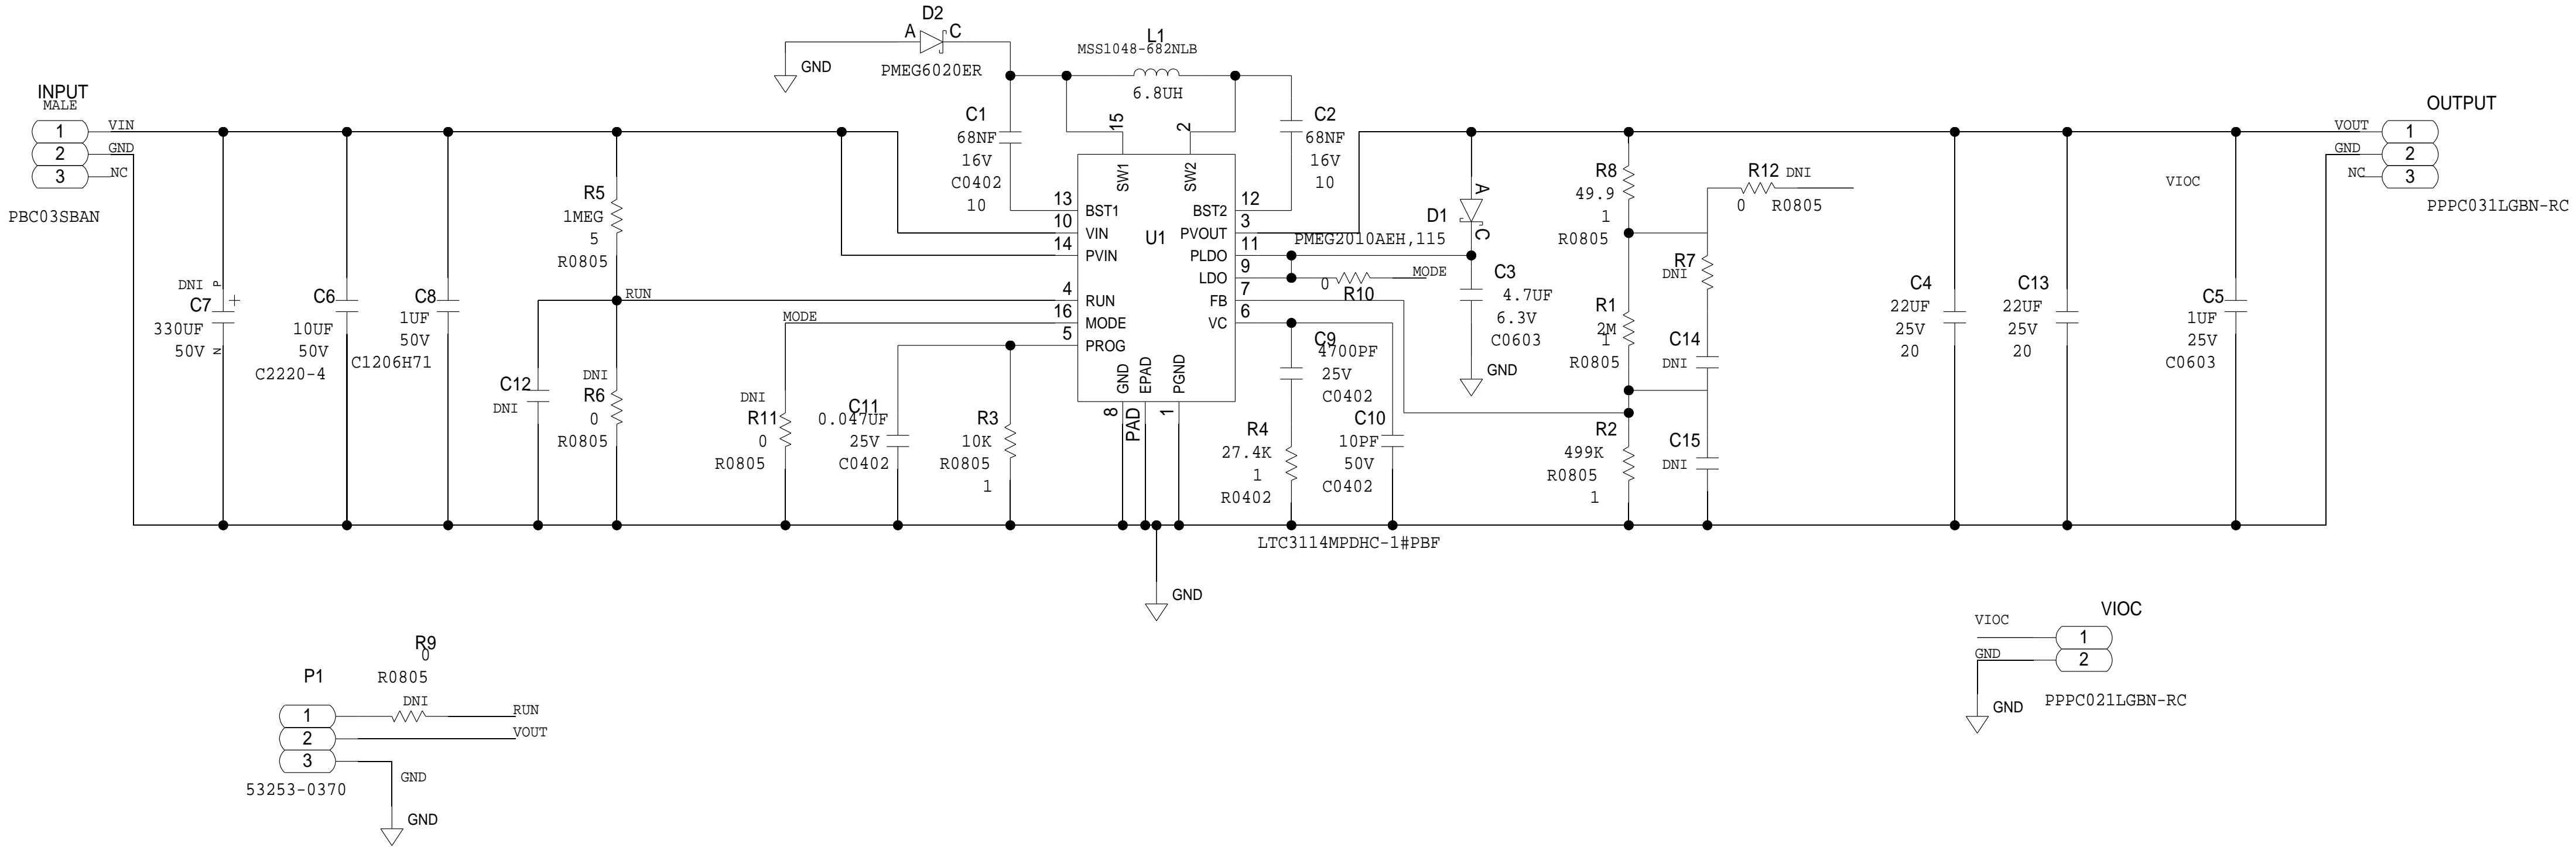 D2
A
C
GND
PMEG6020ER
L1
MSS1048-682NLB
6.8UH
INPUT
MALE
1
VIN
2
GND
3
NC
PBC03SBAN
DNI
P
C7
+
330UF
50V
N
C6
10UF
50V
C2220-4
C8
1UF
50V
C1206H71
R5
1MEG
5
R0805
RUN
C12
DNI
DNI
R6
0
R0805
MODE
DNI
R11
0
R0805
C11
0.047UF
25V
C0402
R3
10K
R0805
1
C1
68NF
16V
C0402
10
C2
68NF
16V
10
15
2
SW1
SW2
13
BST1
10
VIN
14
PVIN
4
RUN
16
MODE
5
PROG
U1
BST2
12
PVOUT
3
PLDO
11
LDO
9
FB
7
VC
6
GND
EPAD
PGND
8
PAD
1
LTC3114MPDHC-1#PBF
GND
A
D1
C
PMEG2010AEH,115
0
R10
MODE
C3
4.7UF
6.3V
C0603
GND
C9
4700PF
25V
C0402
R4
27.4K
1
R0402
C10
10PF
50V
C0402
R8
49.9
1
R0805
R12
DNI
0
R0805
R7
DNI
R1
2M
1
R0805
C14
DNI
R2
499K
R0805
1
C15
DNI
C4
22UF
25V
20
C13
22UF
25V
20
VIOC
C5
1UF
25V
C0603
OUTPUT
VOUT
1
GND
2
NC
3
PPPC031LGBN-RC
R9
0
R0805
DNI
P1
1
RUN
2
VOUT
3
GND
53253-0370
GND
VIOC
VIOC
1
GND
2
GND
PPPC021LGBN-RC